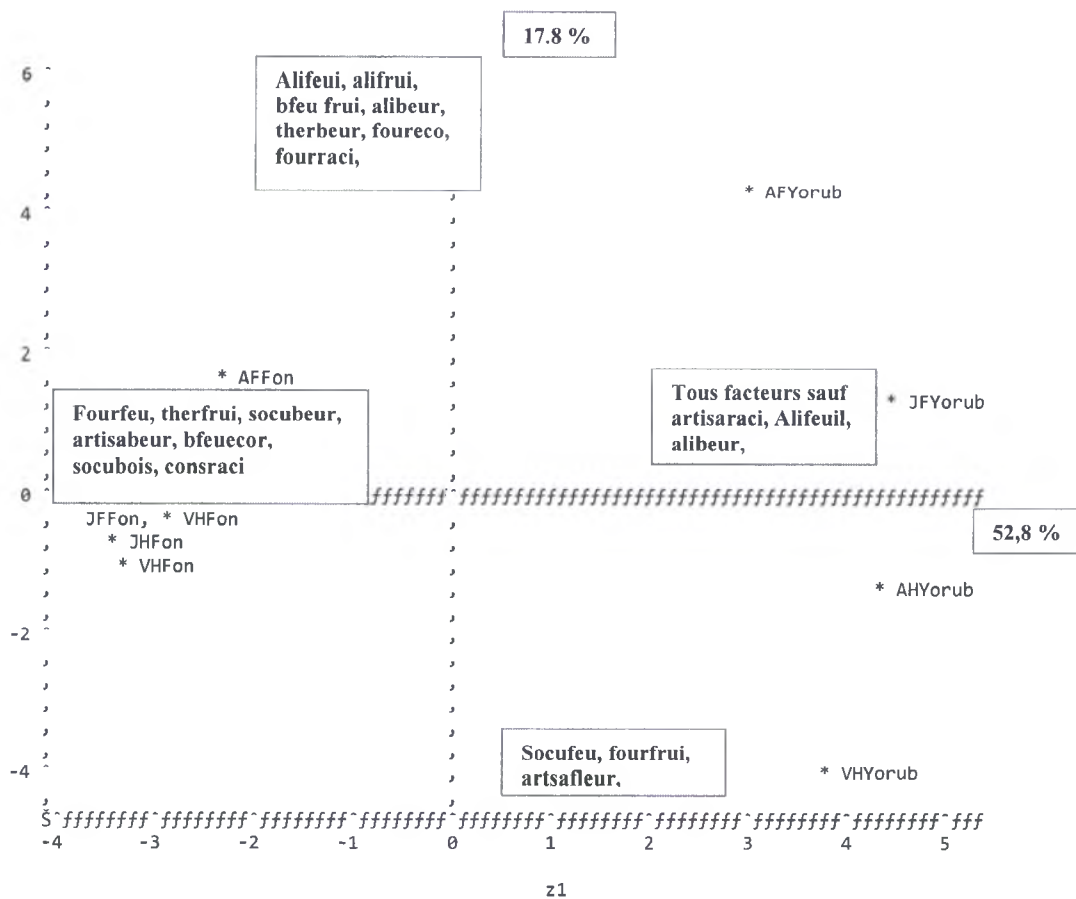 17.8 %
6
Alifeui, alifrui,
bfeu frui, alibeur,
therbeur, foureco,
fourraci,
* AFYorub
4
2
* AFFon
Fourfeu, therfrui, socubeur,
artisabeur, bfeuecor,
socubois, consraci
Tous facteurs sauf
artisaraci, Alifeuil,
alibeur,
* JFYorub
0
JFFon, * VHFon
* JHFon
* VHFon
52,8 %
* AHYorub
-2
Socufeu, fourfrui,
artsafleur,
-4
* VHYorub
-4 -3 -2 -1 0 1 2 3 4 5
z1